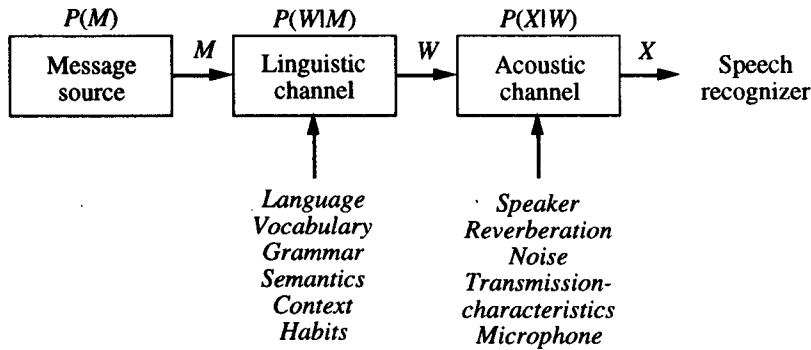 P(M)
P(W|M)
P(X|W)
Message source
M
Linguistic channel
W
Acoustic channel
X
Speech recognizer
Language
Vocabulary
Grammar
Semantics
Context
Habits
Speaker
Reverberation
Noise
Transmission-
characteristics
Microphone